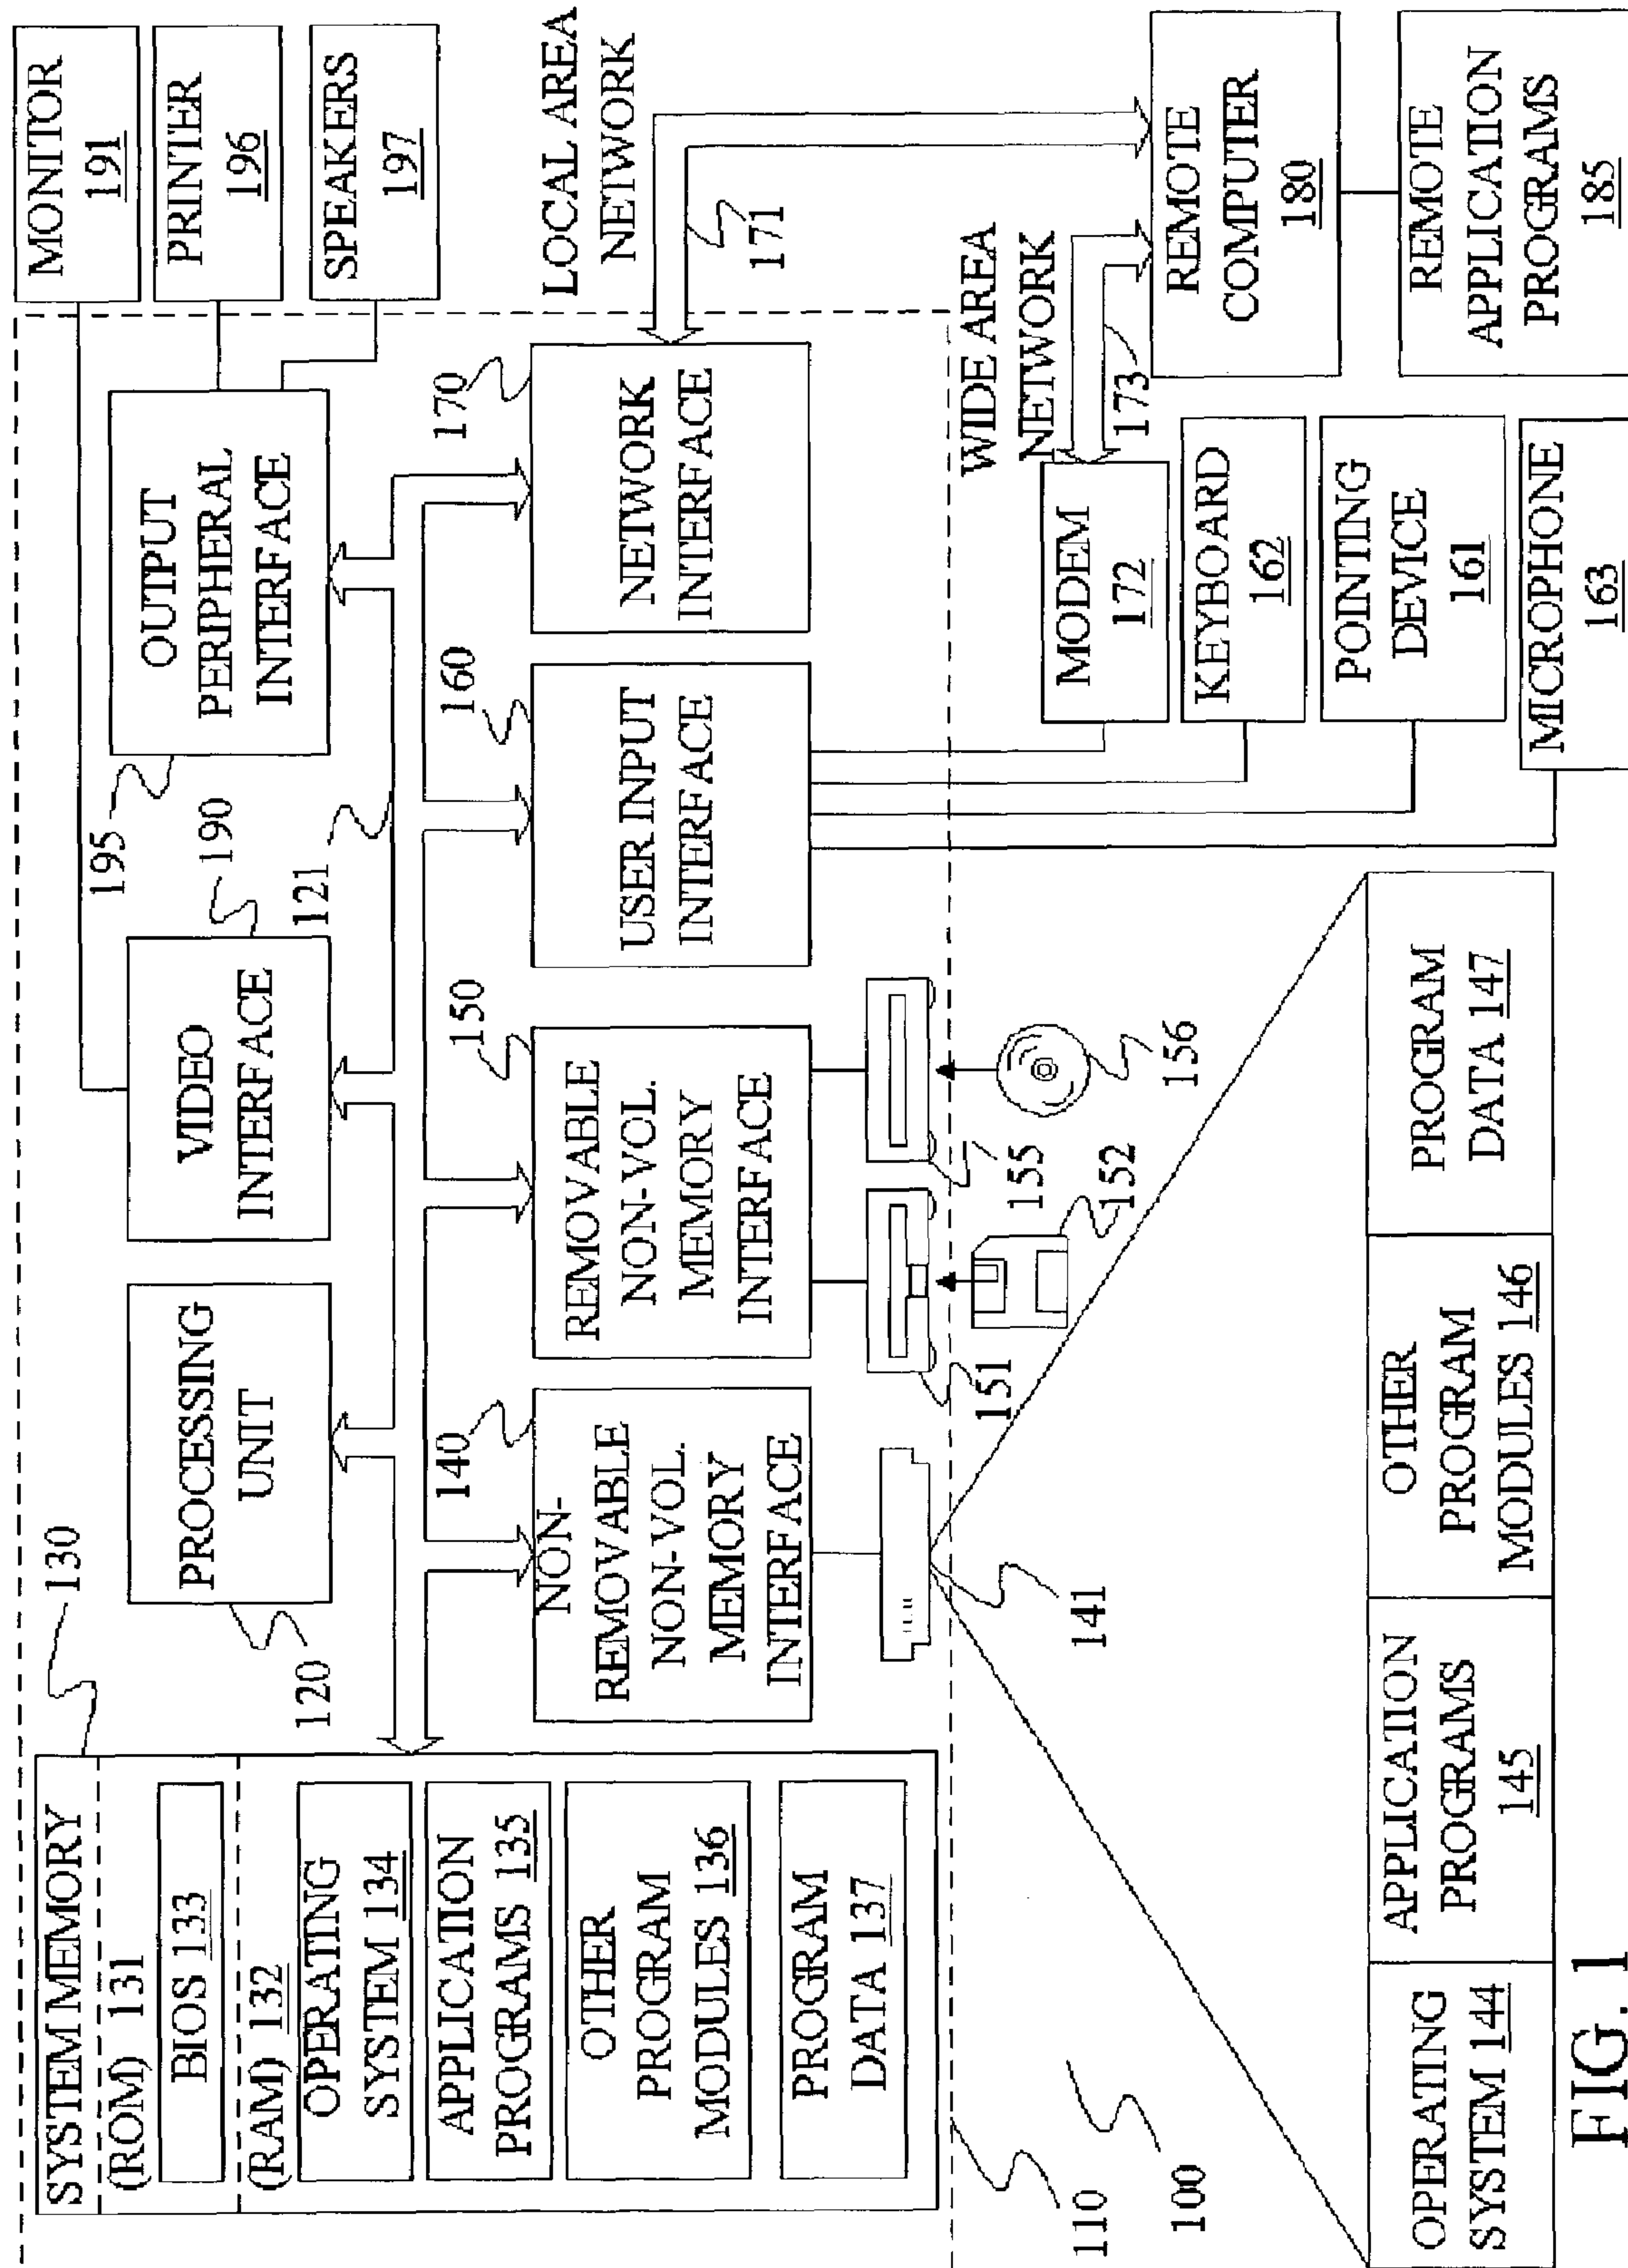 SYSTEM MEMORY
(ROM) 131
BIOS 133
(RAM) 132
OPERATING
SYSTEM 134
APPLICATION
PROGRAMS 135
OTHER
PROGRAM
MODULES 136
PROGRAM
DATA 137
130
PROCESSING
UNIT
120
VIDEO
INTERFACE
190
121
OUTPUT
PERIPHERAL
INTERFACE
195
MONITOR
191
PRINTER
196
SPEAKERS
197
NON-
REMOVABLE
NON-VOL.
MEMORY
INTERFACE
140
REMOVABLE
NON-VOL.
MEMORY
INTERFACE
150
USER INPUT
INTERFACE
160
NETWORK
INTERFACE
170
LOCAL AREA
NETWORK
171
141
151
152
155
156
WIDE AREA
NETWORK
173
MODEM
172
KEYBOARD
162
POINTING
DEVICE
161
MICROPHONE
163
REMOTE
COMPUTER
180
REMOTE
APPLICATION
PROGRAMS
185
110
100
OPERATING
SYSTEM 144
APPLICATION
PROGRAMS
145
OTHER
PROGRAM
MODULES 146
PROGRAM
DATA 147
FIG. 1